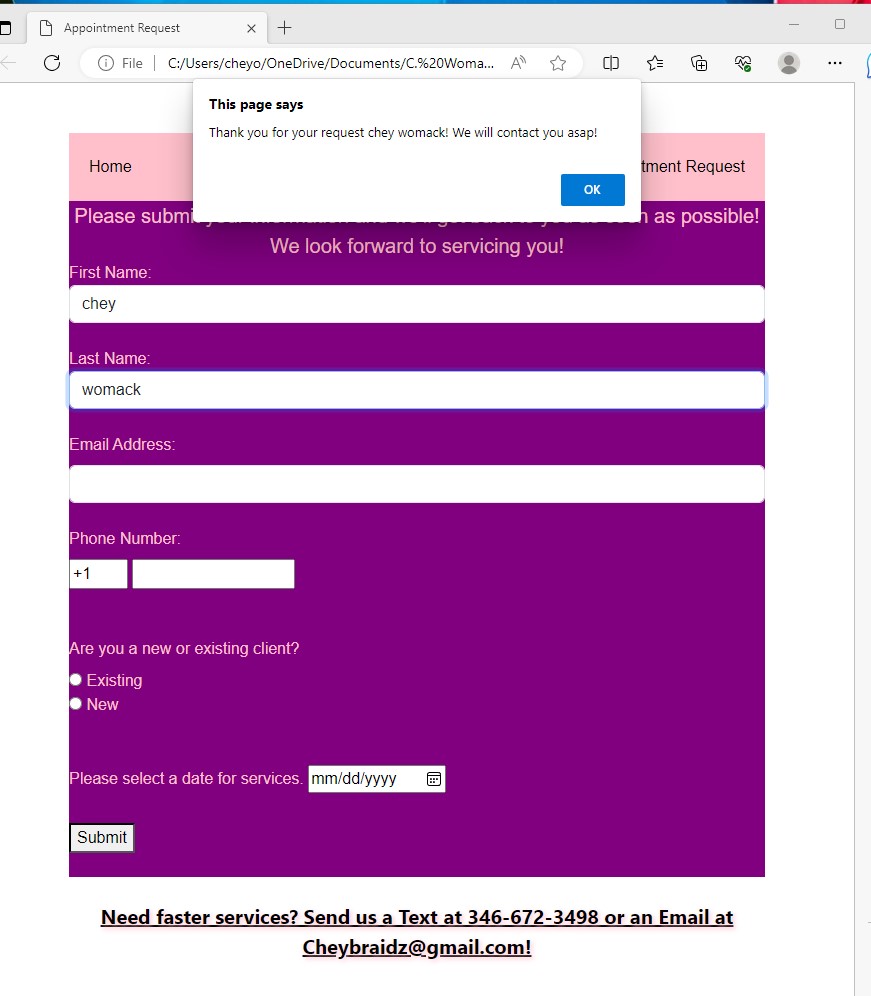 Appointment Request
File C:/Users/cheyo/OneDrive/Documents/C.%20Woma...
This page says
Thank you for your request chey womack! We will contact you asap!
OK
Home
tment Request
Please submit
n as possible!
We look forward to servicing you!
First Name:
chey
Last Name:
womack
Email Address:
Phone Number:
+1
Are you a new or existing client?
Existing
New
Please select a date for services. mm/dd/yyyy
Submit
Need faster services? Send us a Text at 346-672-3498 or an Email at
Cheybraidz@gmail.com!